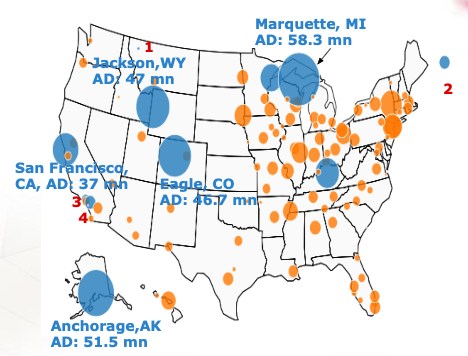 Marquette, MI
AD: 58.3 mn
1
Jackson,WY
AD: 47 mn
2
San Francisco,
CA, AD: 37 mn
Eagle, CO
AD: 46.7 mn
3
4
Anchorage,AK
AD: 51.5 mn